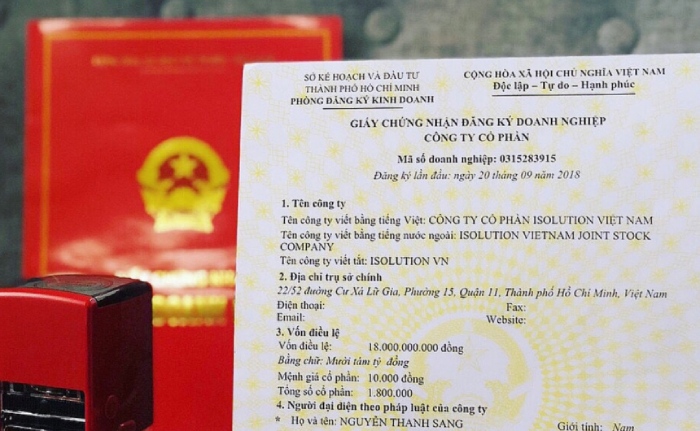 SỞ KẾ HOẠCH VÀ ĐẦU TƯ
THÀNH PHỐ HỒ CHÍ MINH
PHÒNG ĐĂNG KÝ KINH DOANH
CỘNG HÒA XÃ HỘI CHỦ NGHĨA VIỆT NAM
Độc lập – Tự do – Hạnh phúc
GIẤY CHỨNG NHẬN ĐĂNG KÝ DOANH NGHIỆP
CÔNG TY CỔ PHẦN
Mã số doanh nghiệp: 0315283915
Đăng ký lần đầu: ngày 20 tháng 09 năm 2018
1. Tên công ty
Tên công ty viết bằng tiếng Việt: CÔNG TY CỔ PHẦN ISOLUTION VIỆT NAM
Tên công ty viết bằng tiếng nước ngoài: ISOLUTION VIETNAM JOINT STOCK
COMPANY
Tên công ty viết tắt: ISOLUTION VN
2. Địa chỉ trụ sở chính
22/52 đường Cư Xá Lữ Gia, Phường 15, Quận 11, Thành phố Hồ Chí Minh, Việt Nam
Điện thoại: Fax:
Email: Website:
3. Vốn điều lệ
Vốn điều lệ: 18.000.000.000 đồng
Bằng chữ: Mười tám tỷ đồng
Mệnh giá cổ phần: 10.000 đồng
Tổng số cổ phần: 1.800.000
4. Người đại diện theo pháp luật của công ty
* Họ và tên: NGUYỄN THANH SANG Giới tính: Nam